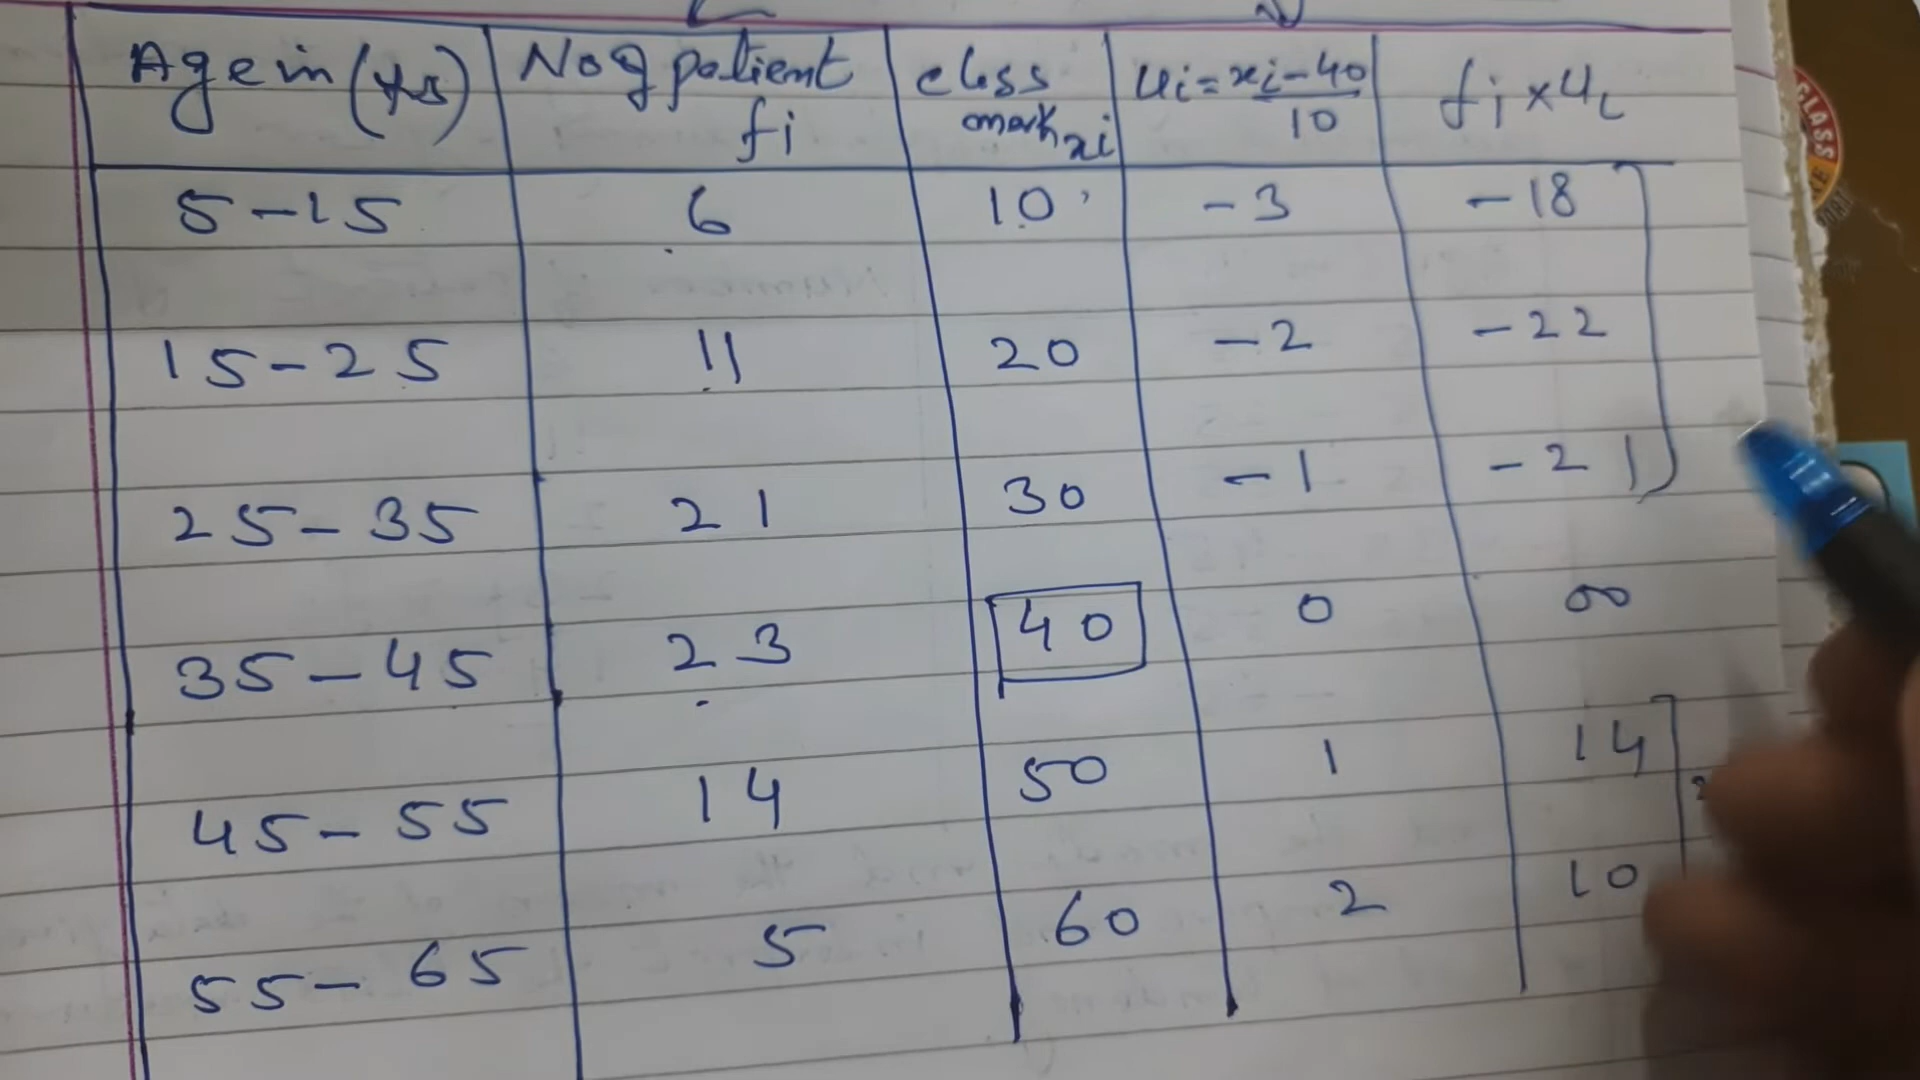 Age in (yrs) No of patient fi class mark xi ui = xi-40/10 fi × ui
5-15 6 10 -3 -18
15-25 11 20 -2 -22
25-35 21 30 -1 -21
35-45 23 40 0 00
45-55 14 50 1 14
55-65 5 60 2 10
GLASS